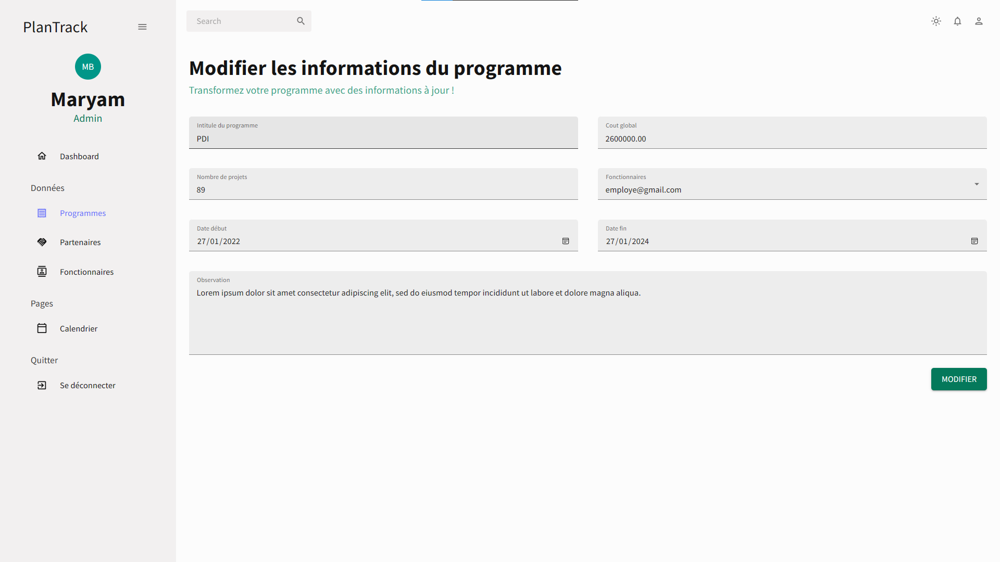 PlanTrack
MB
Maryam
Admin
Dashboard
Données
Programmes
Partenaires
Fonctionnaires
Pages
Calendrier
Quitter
Se déconnecter
Search
Modifier les informations du programme
Transformez votre programme avec des informations à jour !
Intitule du programme
PDI
Cout global
2600000.00
Nombre de projets
89
Fonctionnaires
employe@gmail.com
Date début
27/01/2022
Date fin
27/01/2024
Observation
Lorem ipsum dolor sit amet consectetur adipiscing elit, sed do eiusmod tempor incididunt ut labore et dolore magna aliqua.
MODIFIER